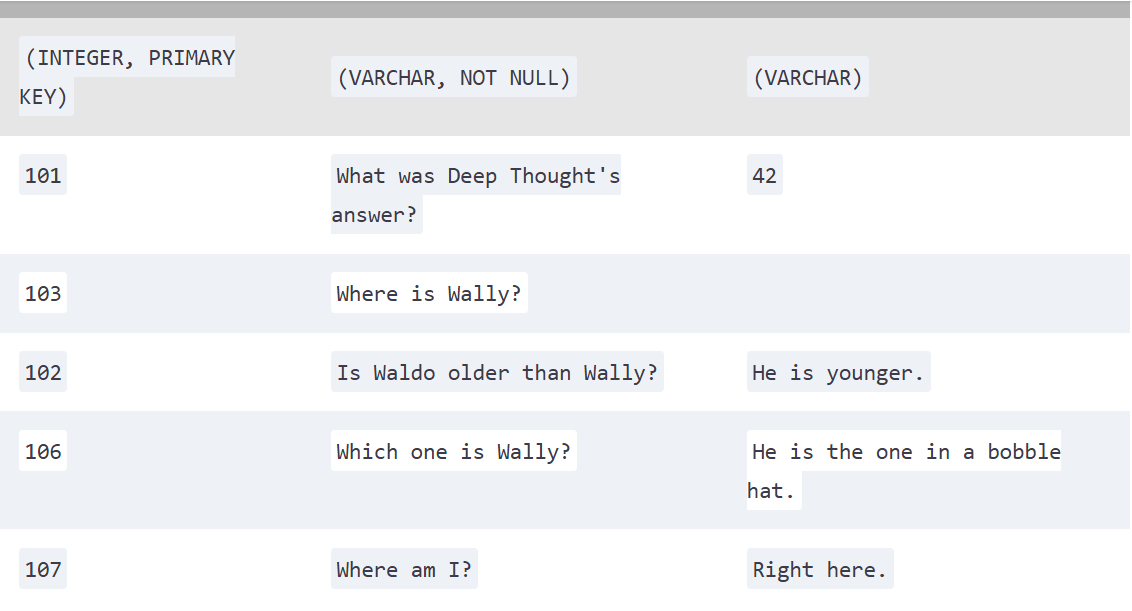 (INTEGER, PRIMARY
KEY)
(VARCHAR, NOT NULL)
(VARCHAR)
101
What was Deep Thought's
answer?
42
103
Where is Wally?
102
Is Waldo older than Wally?
He is younger.
106
Which one is Wally?
He is the one in a bobble
hat.
107
Where am I?
Right here.